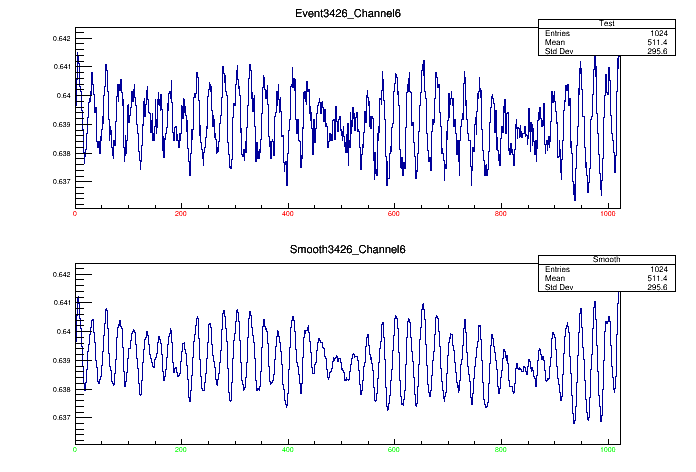 Event3426_Channel6
Test
Entries 1024
Mean 511.4
Std Dev 295.6
0.642
0.641
0.64
0.639
0.638
0.637
0 200 400 600 800 1000
Smooth3426_Channel6
Smooth
Entries 1024
Mean 511.4
Std Dev 295.6
0.642
0.641
0.64
0.639
0.638
0.637
0 200 400 600 800 1000